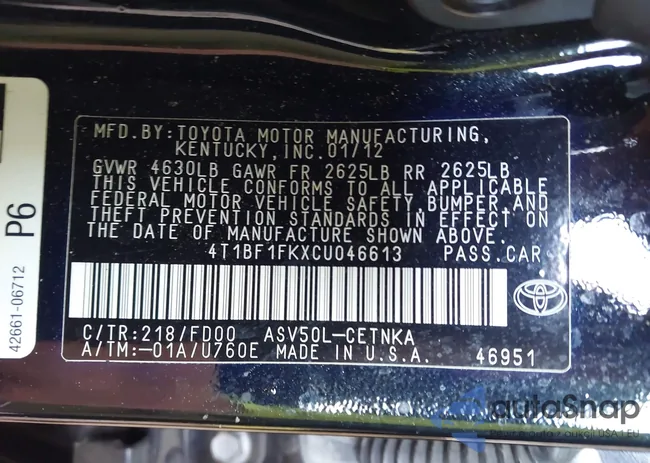 MFD.BY:TOYOTA MOTOR MANUFACTURING,
KENTUCKY,INC.01/12
GVWR 4630LB GAWR FR 2625LB RR 2625LB
THIS VEHICLE CONFORMS TO ALL APPLICABLE
FEDERAL MOTOR VEHICLE SAFETY,BUMPER,AND
THEFT PREVENTION STANDARDS IN EFFECT ON
THE DATE OF MANUFACTURE SHOWN ABOVE.
4T1BF1FKXCU046613 PASS.CAR
C/TR:218/FD00 ASV50L-CETNKA
A/TM:-01A/U760E MADE IN U.S.A. 46951
P6
42661-06712
autoSnap